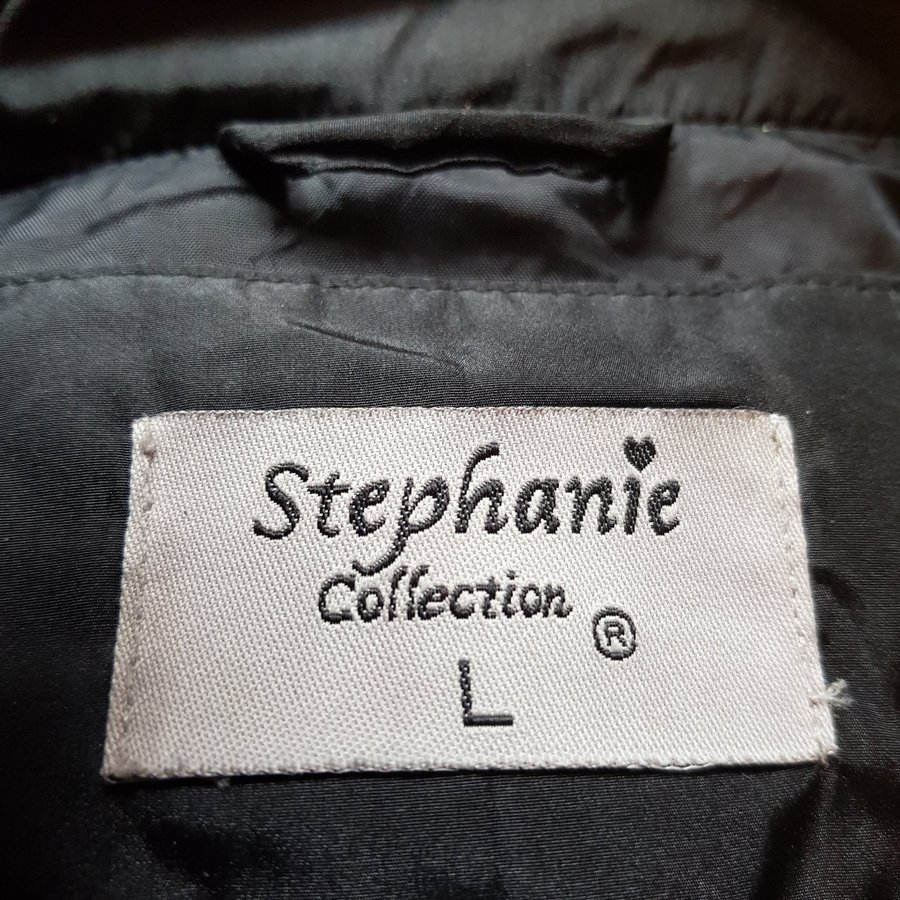 Stephanie
Collection ®
L